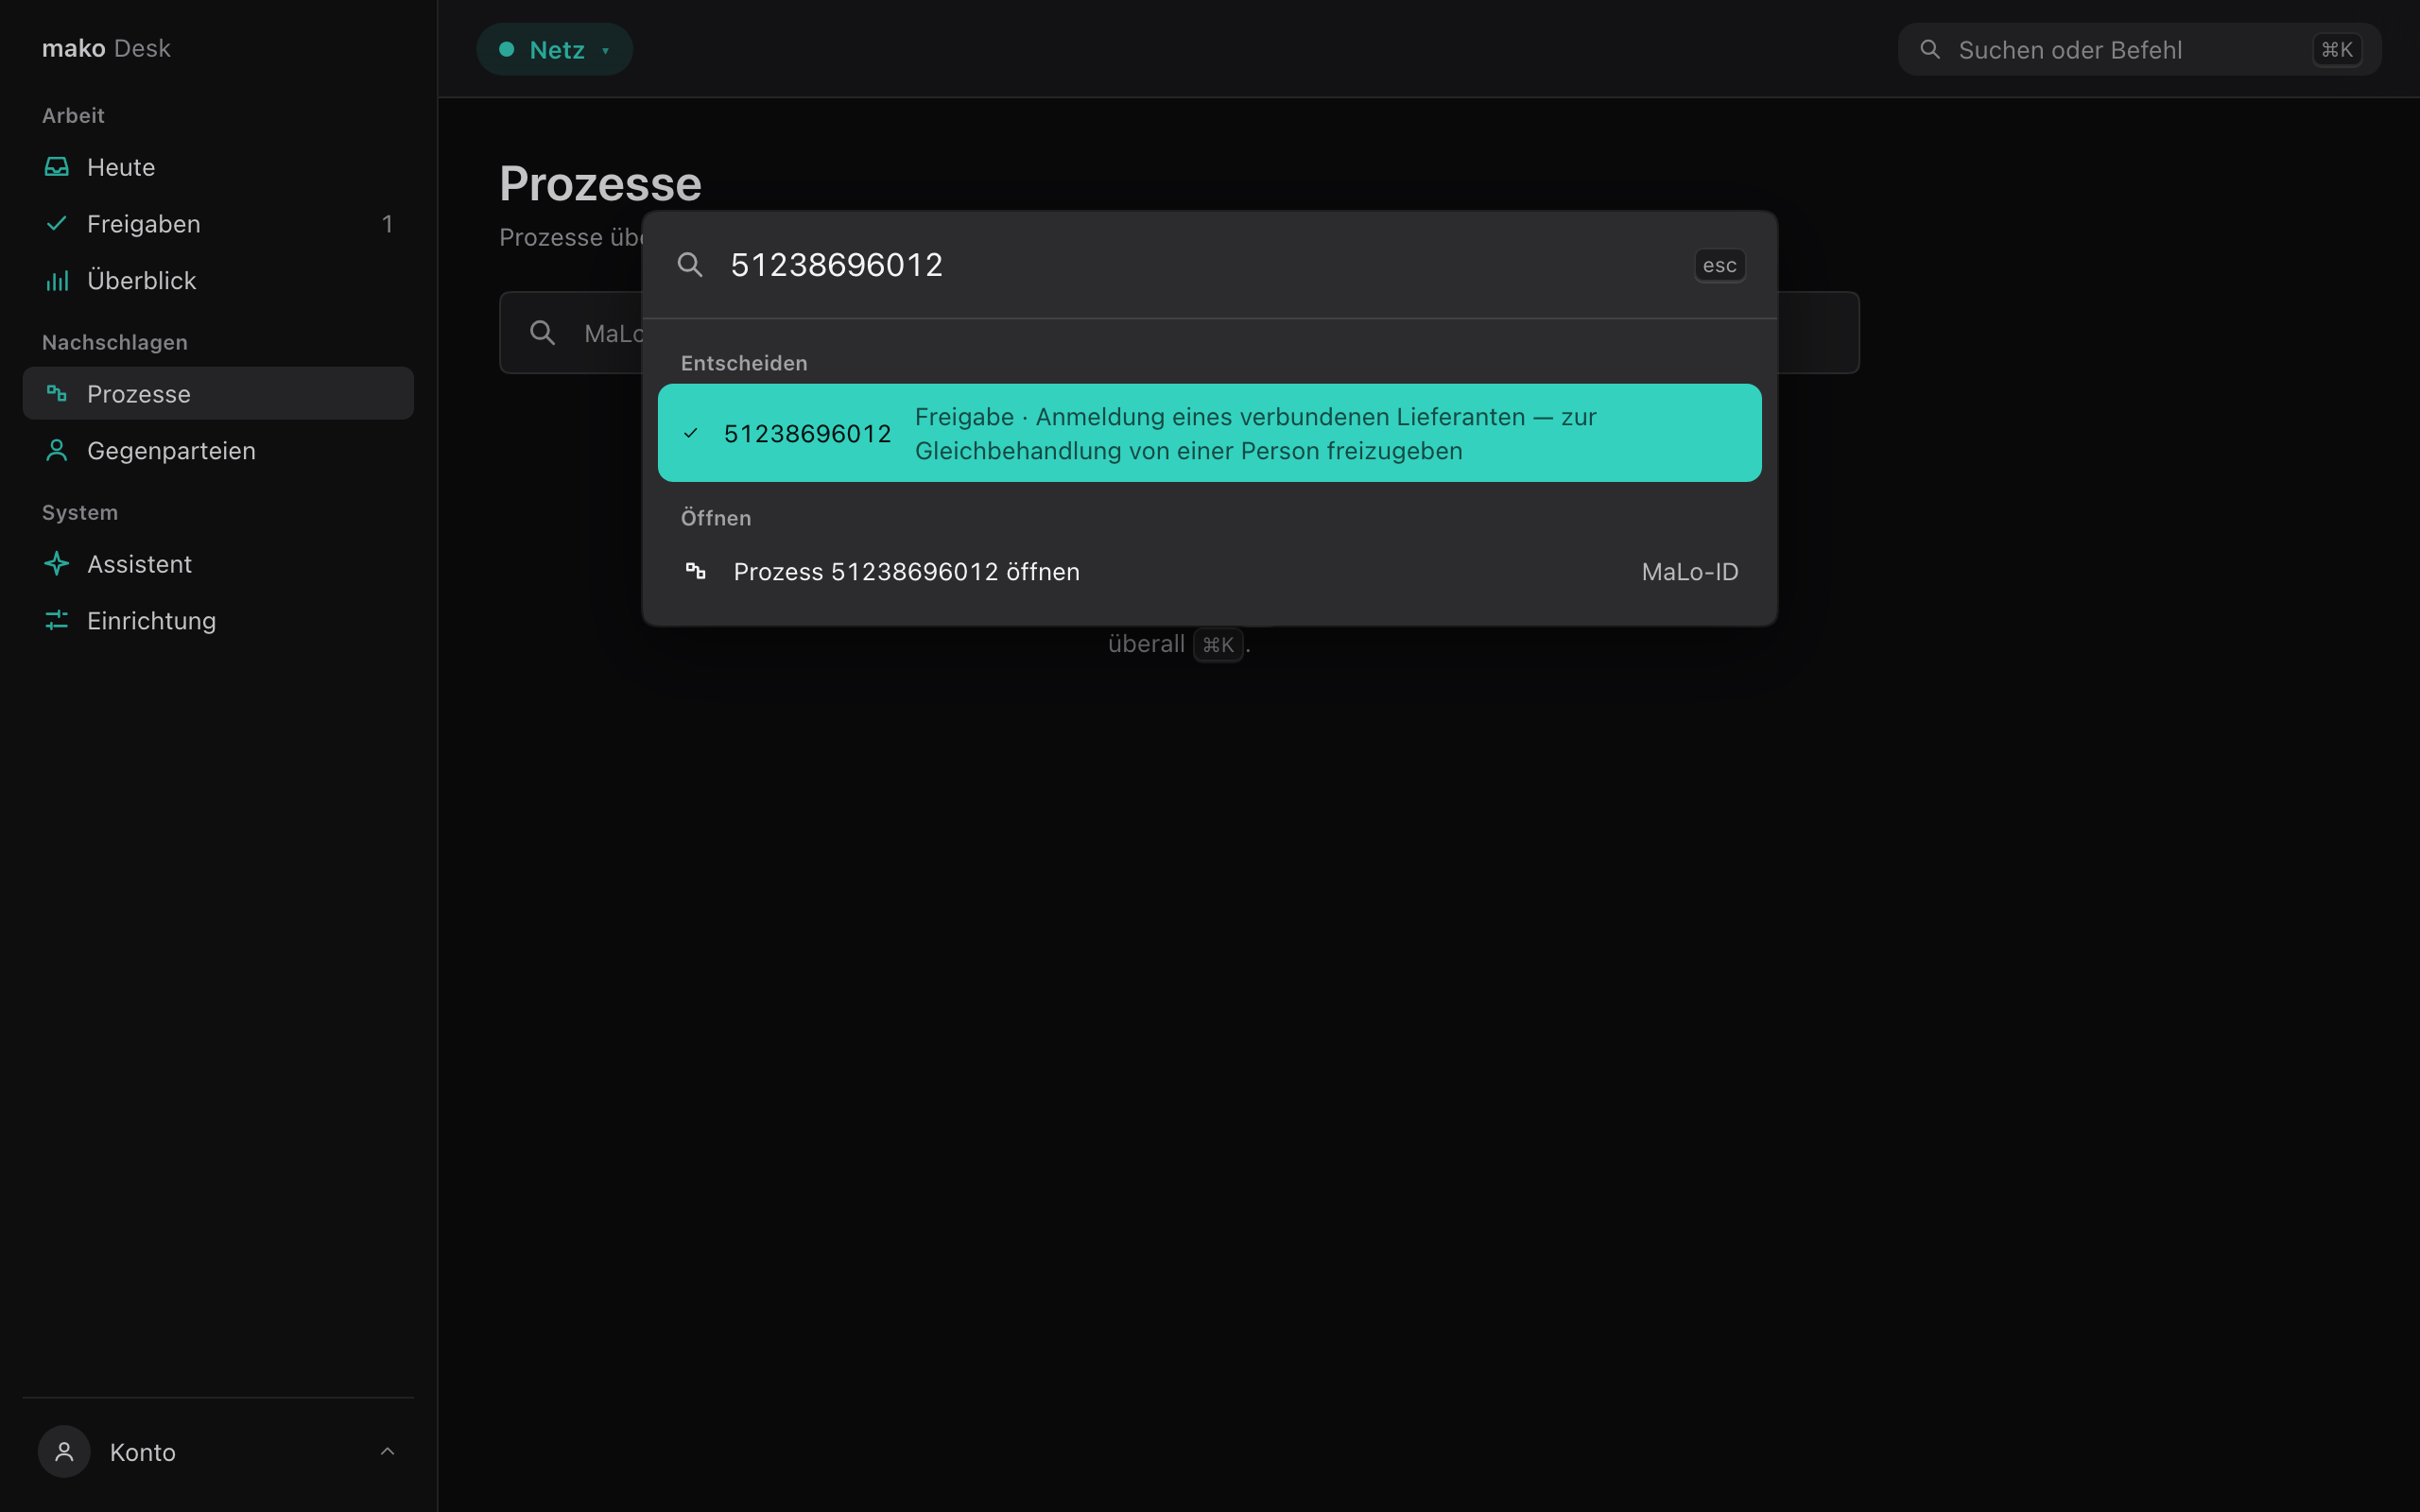 mako Desk
Arbeit
Heute
Freigaben 1
Überblick
Nachschlagen
Prozesse
Gegenparteien
System
Assistent
Einrichtung
Konto
Netz
Suchen oder Befehl ⌘K
Prozesse
Prozesse
51238696012 esc
Entscheiden
51238696012
Freigabe · Anmeldung eines verbundenen Lieferanten — zur
Gleichbehandlung von einer Person freizugeben
Öffnen
Prozess 51238696012 öffnen MaLo-ID
überall ⌘K.